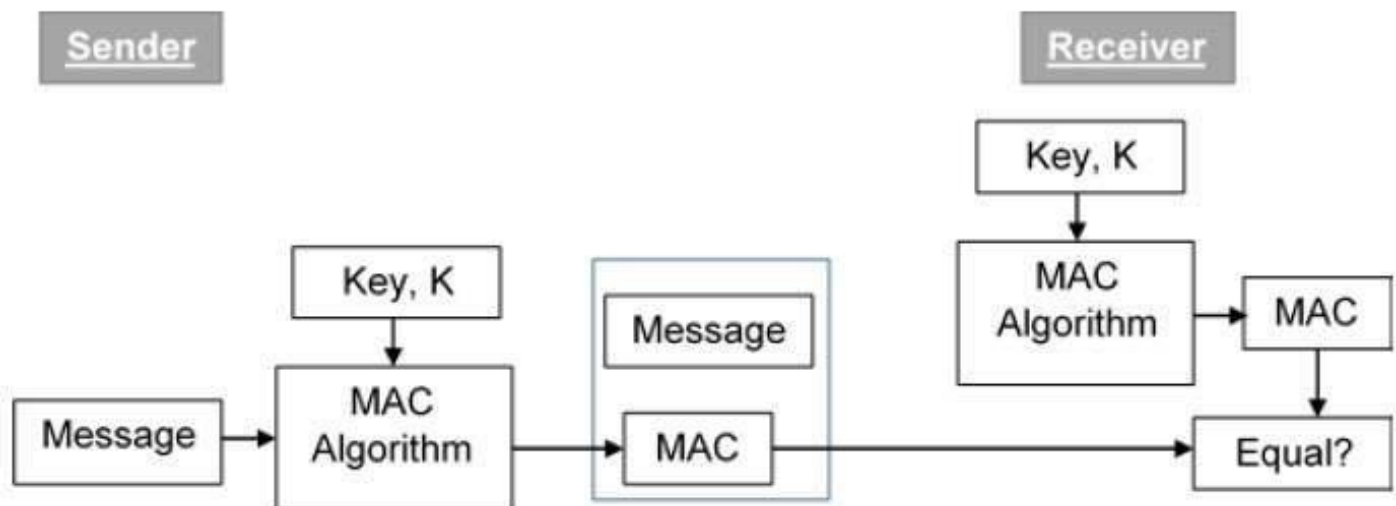 Sender
Receiver
Key, K
Key, K
MAC
Algorithm
MAC
Message
Message
MAC
Algorithm
MAC
Equal?